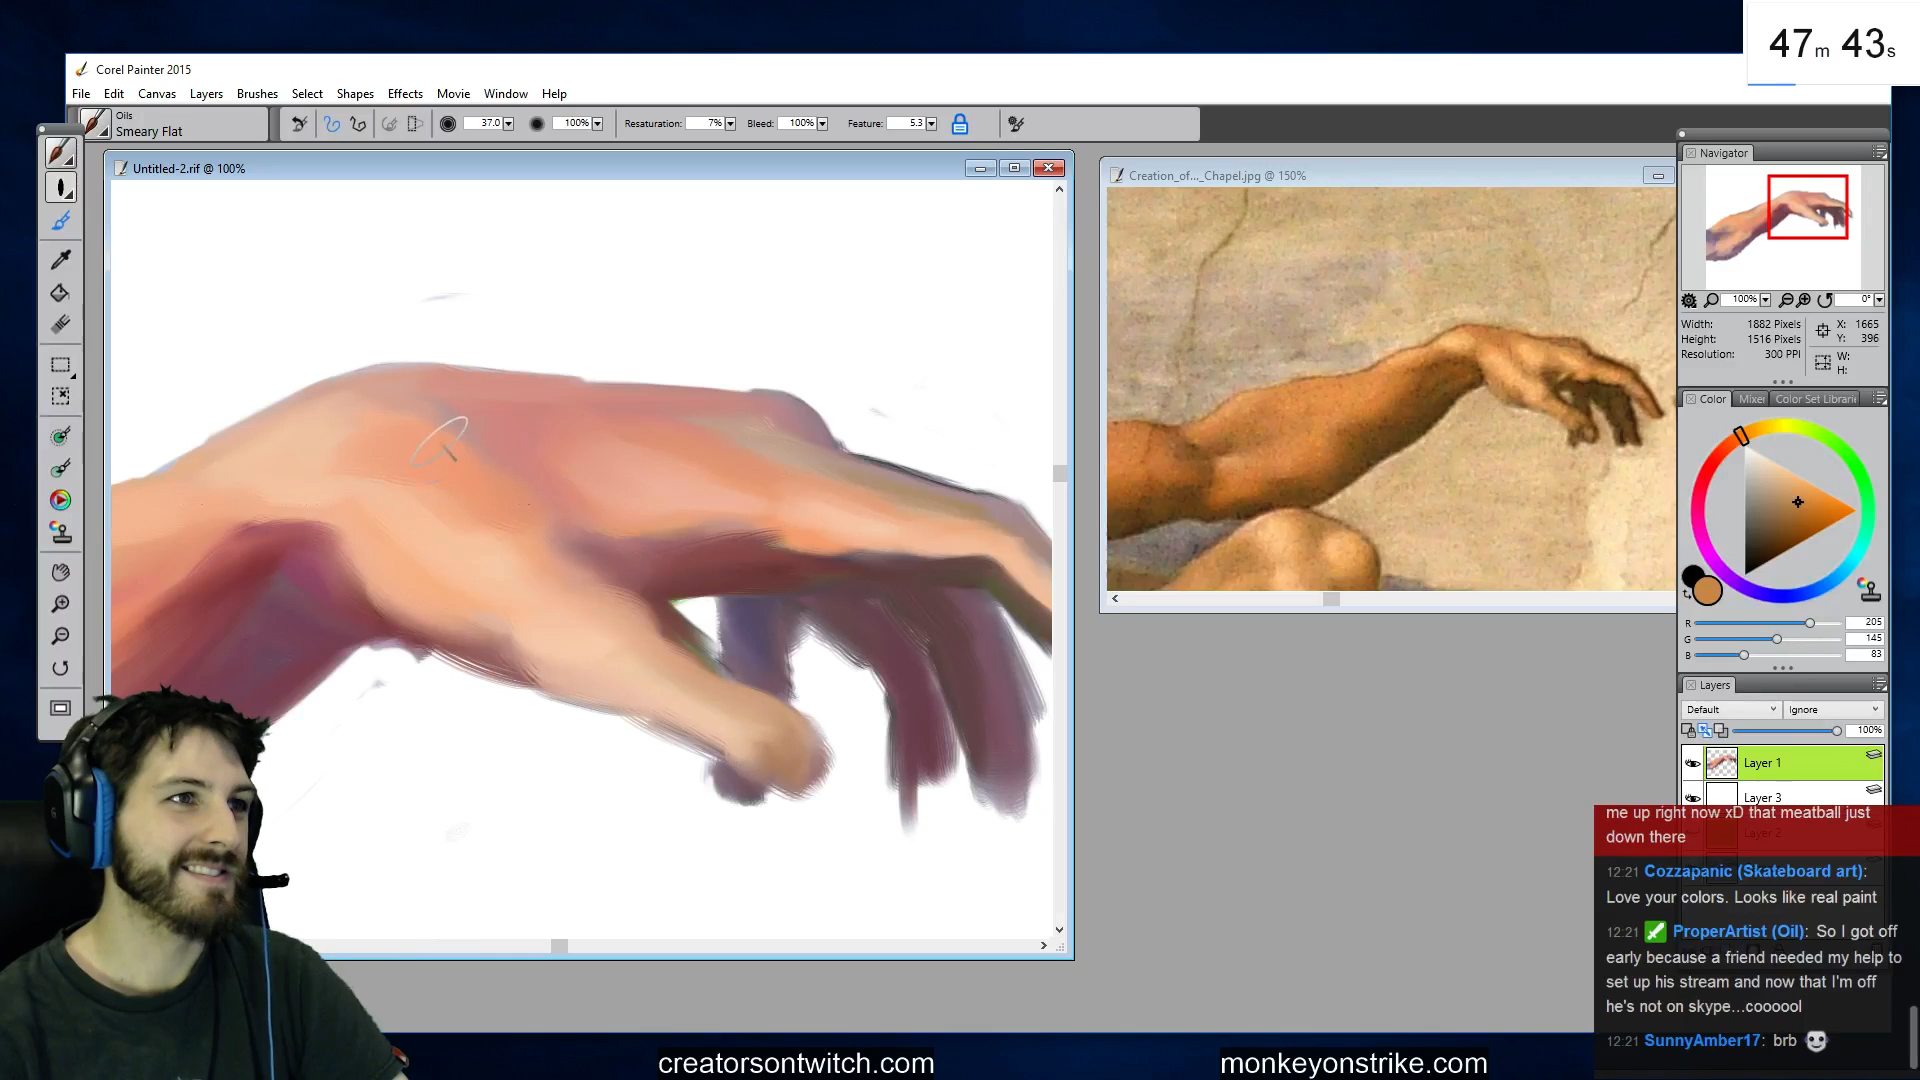 47m 43s
Corel Painter 2015
File Edit Canvas Layers Brushes Select Shapes Effects Movie Window Help
Oils
Smeary Flat
37.0 100% Resaturation: 7% Bleed: 100% Feature: 5.3
Untitled-2.rif @ 100%
Creation_of..._Chapel.jpg @ 150%
Navigator
100% 0°
Width: 1882 Pixels X: 1665
Height: 1516 Pixels Y: 396
Resolution: 300 PPI W:
H:
Color Mixer Color Set Librari
R 205
G 145
B 83
Layers
Default Ignore
100%
Layer 1
Layer 3
Layer 2
me up right now xD that meatball just
down there
12:21 Cozzapanic (Skateboard art):
Love your colors. Looks like real paint
12:21 ProperArtist (Oil): So I got off
early because a friend needed my help to
set up his stream and now that I'm off
he's not on skype...coooool
12:21 SunnyAmber17: brb
creatorsontwitch.com
monkeyonstrike.com